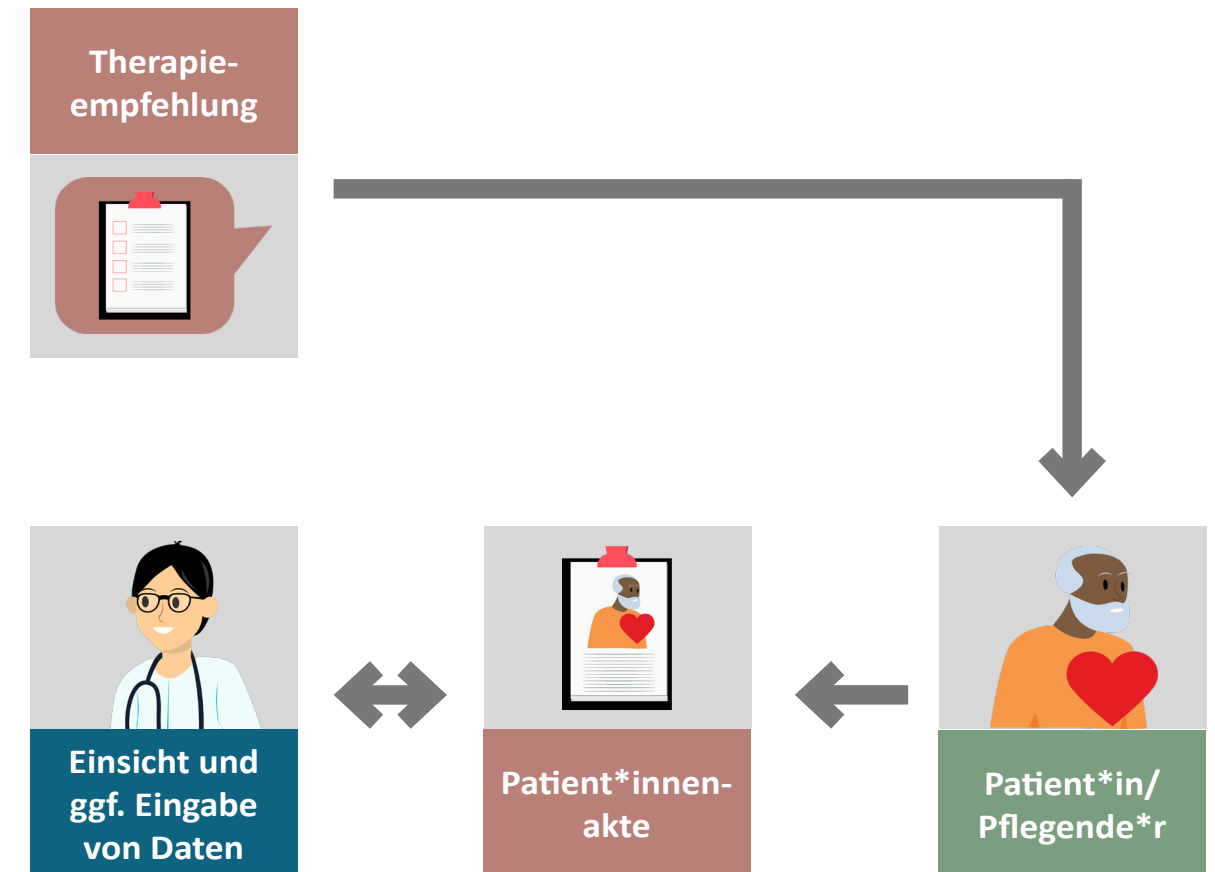 Therapie-
empfehlung
Einsicht und
ggf. Eingabe
von Daten
Patient*innen-
akte
Patient*in/
Pflegende*r